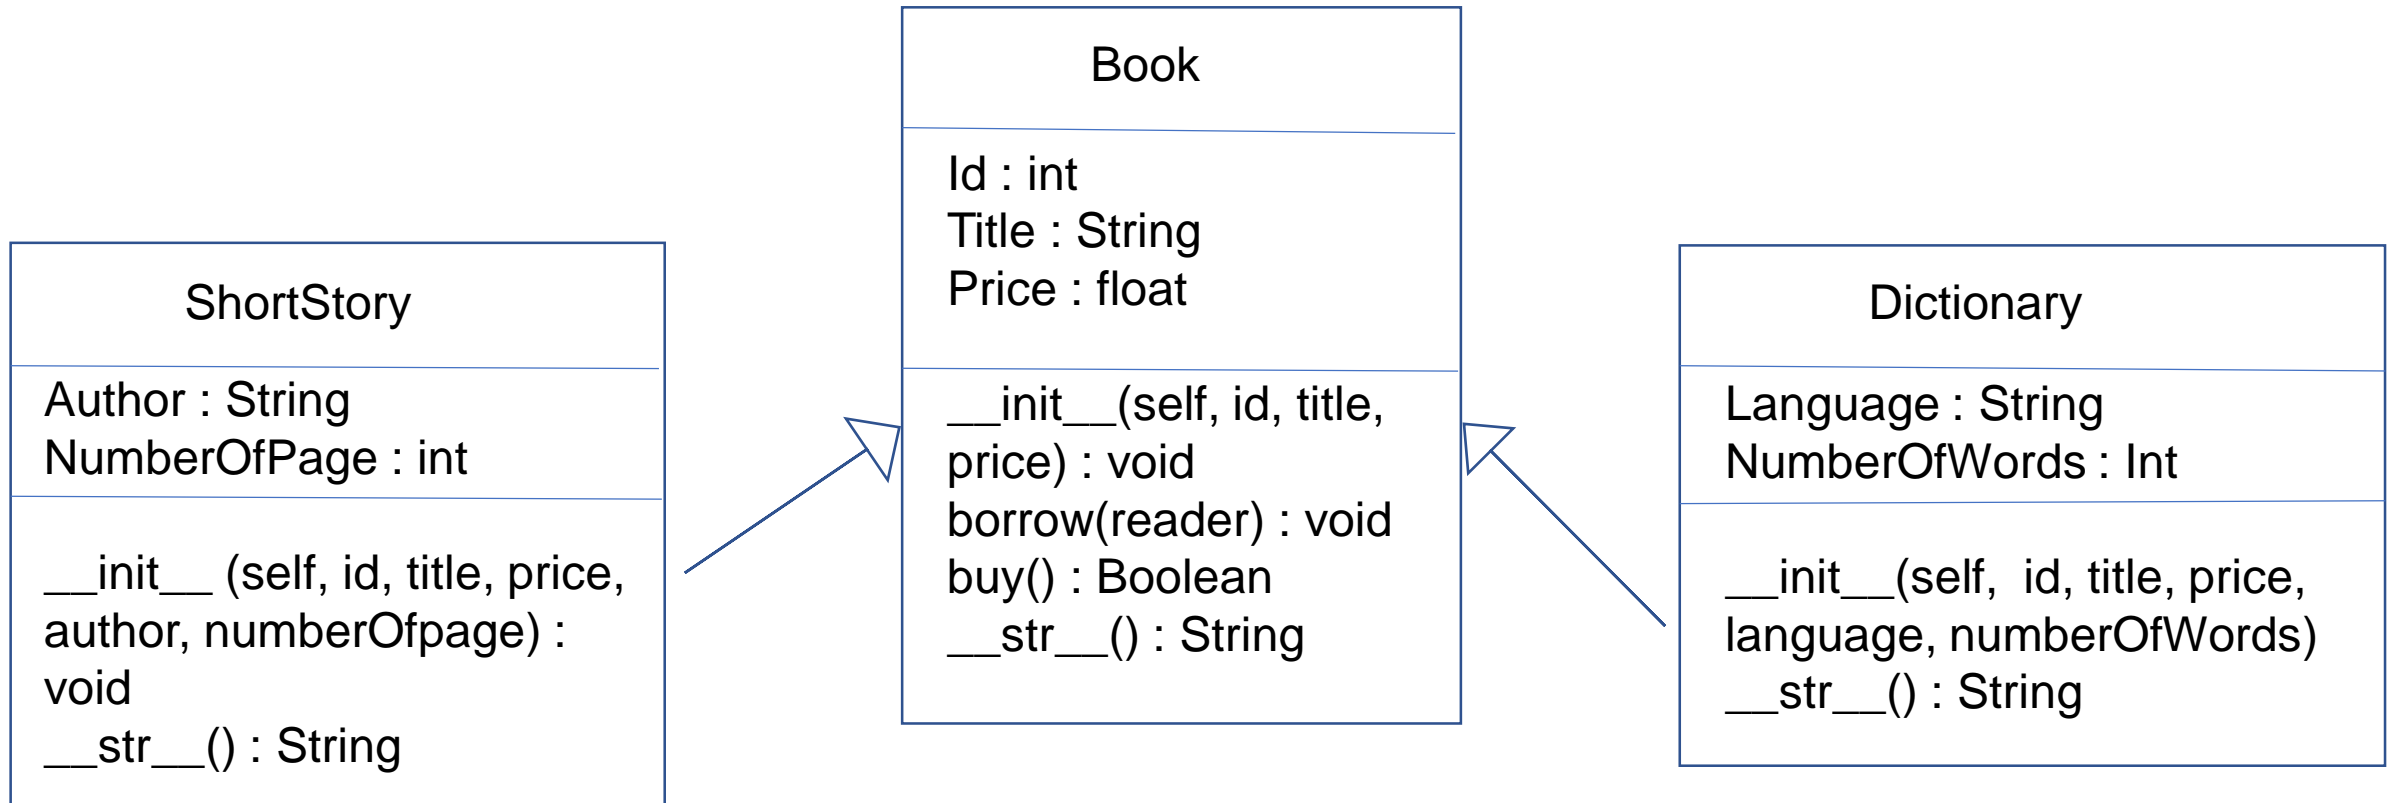 Book
Id : int
Title : String
Price : float
__init__(self, id, title,
price) : void
borrow(reader) : void
buy() : Boolean
__str__() : String
ShortStory
Author : String
NumberOfPage : int
__init__ (self, id, title, price,
author, numberOfpage) :
void
__str__() : String
Dictionary
Language : String
NumberOfWords : Int
__init__(self,  id, title, price,
language, numberOfWords)
__str__() : String